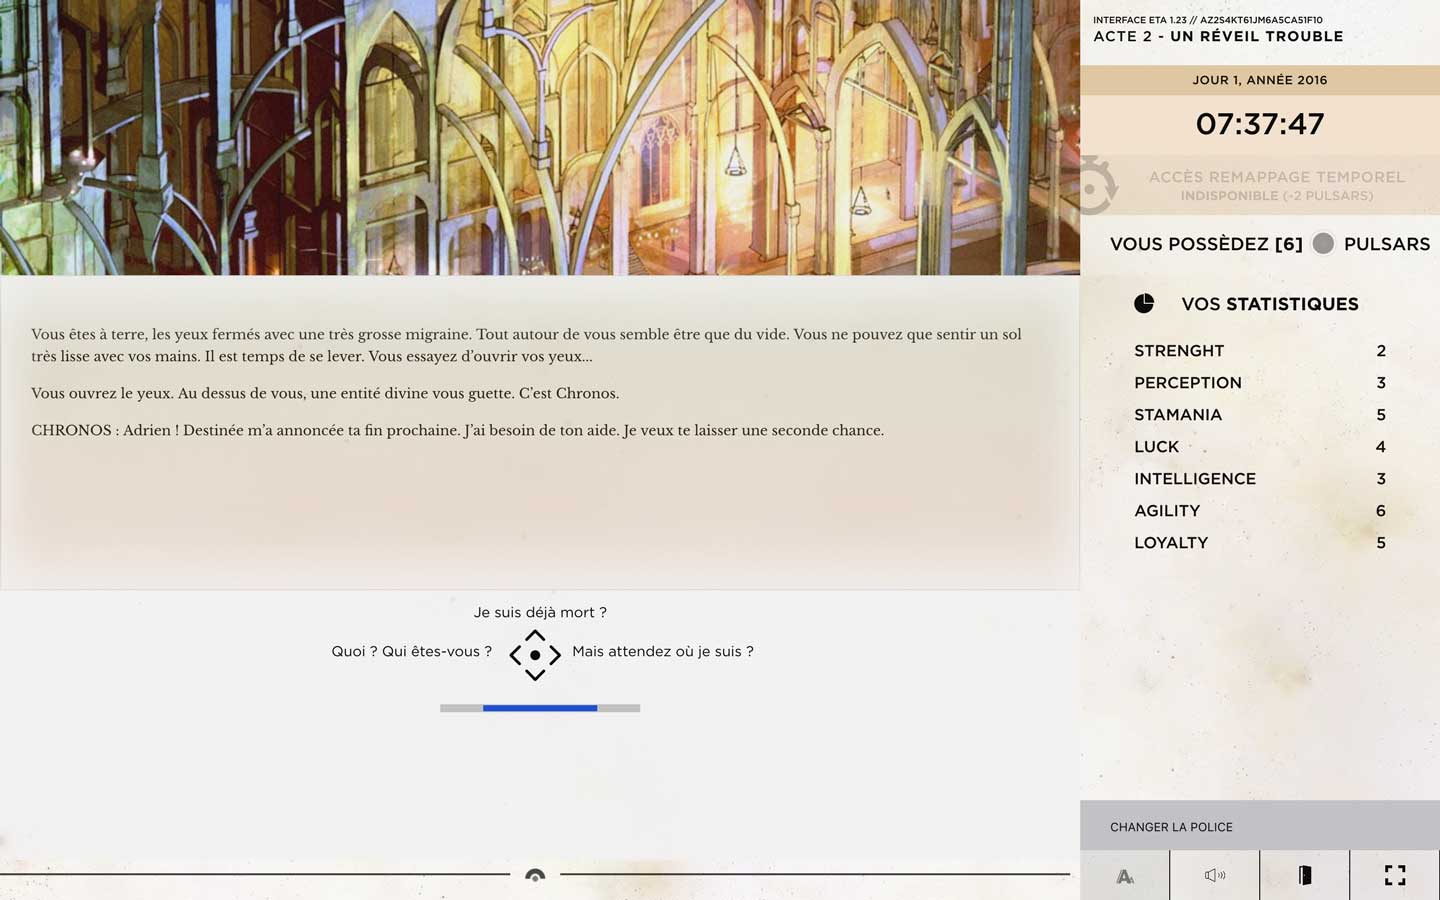 INTERFACE ETA 1.23 // AZ2S4KT61JM6A5CA51F10
ACTE 2 - UN RÉVEIL TROUBLE
JOUR 1, ANNÉE 2016
07:37:47
ACCÈS REMAPPAGE TEMPOREL
INDISPONIBLE (-2 PULSARS)
VOUS POSSÈDEZ [6] PULSARS
VOS STATISTIQUES
STRENGHT 2
PERCEPTION 3
STAMANIA 5
LUCK 4
INTELLIGENCE 3
AGILITY 6
LOYALTY 5
Vous êtes à terre, les yeux fermés avec une très grosse migraine. Tout autour de vous semble être que du vide. Vous ne pouvez que sentir un sol
très lisse avec vos mains. Il est temps de se lever. Vous essayez d’ouvrir vos yeux...
Vous ouvrez le yeux. Au dessus de vous, une entité divine vous guette. C’est Chronos.
CHRONOS : Adrien ! Destinée m’a annoncée ta fin prochaine. J’ai besoin de ton aide. Je veux te laisser une seconde chance.
Je suis déjà mort ?
Quoi ? Qui êtes-vous ?
Mais attendez où je suis ?
CHANGER LA POLICE